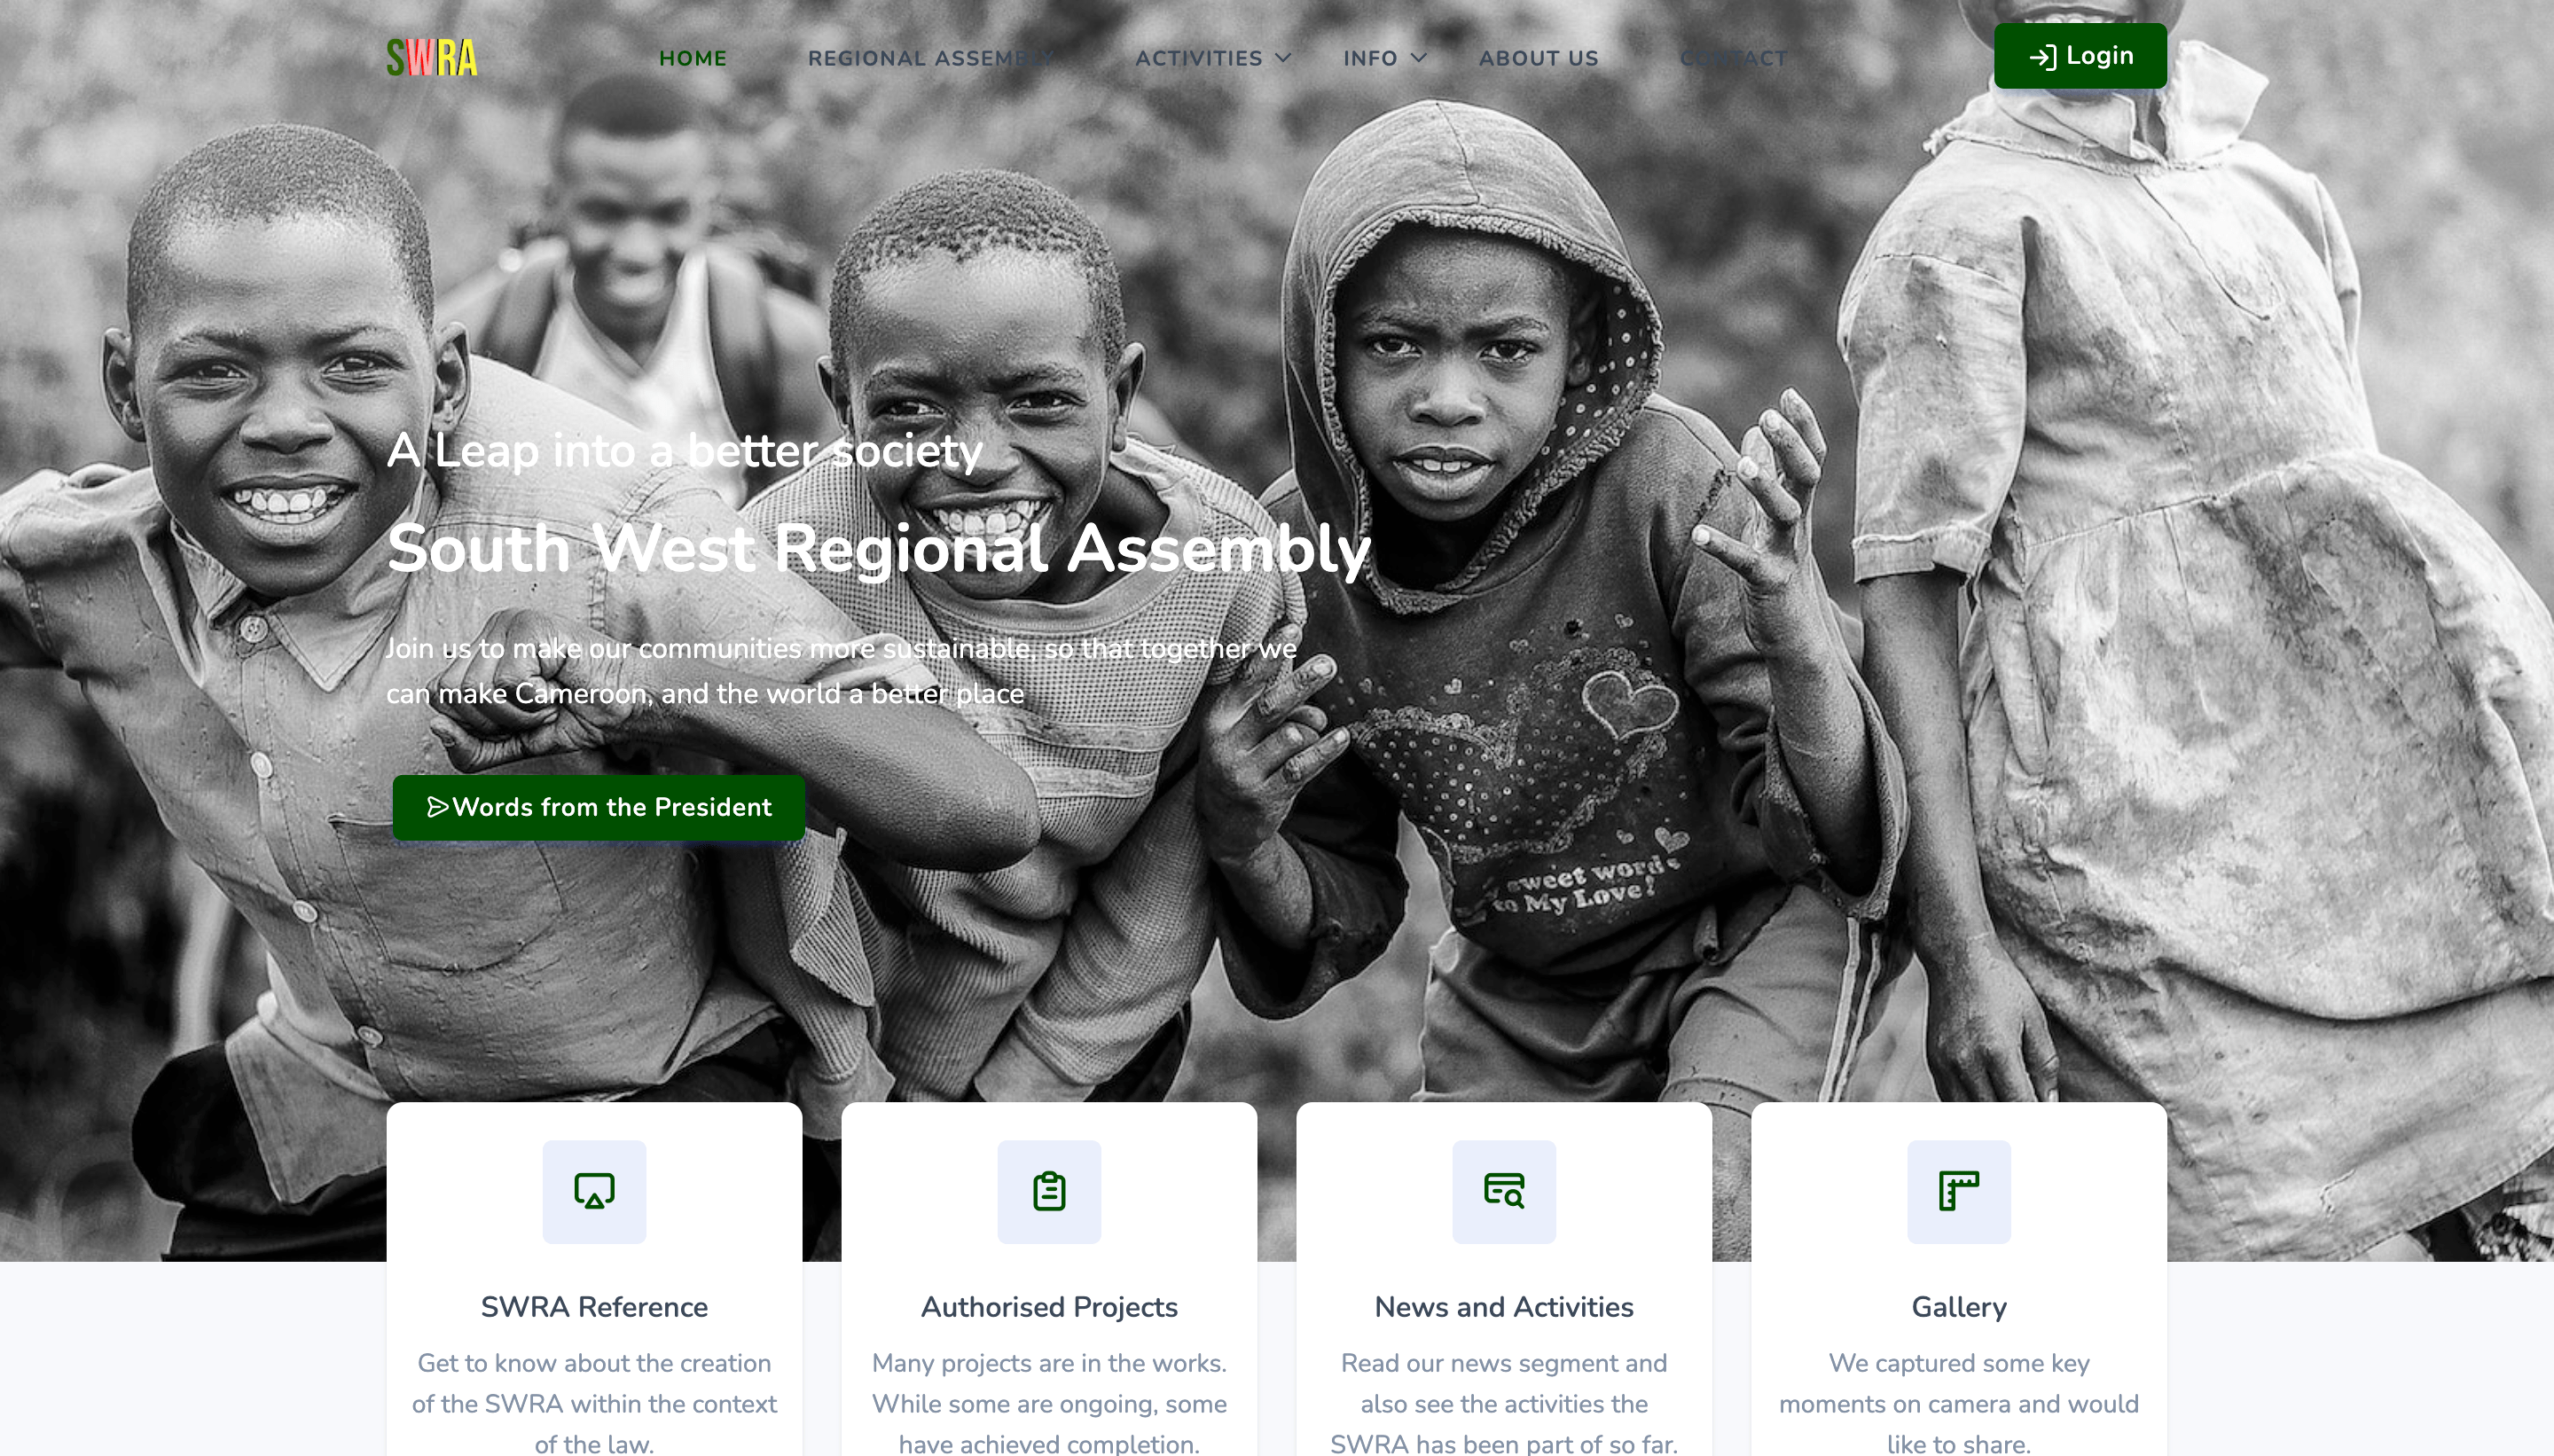 SWRA
HOME
REGIONAL ASSEMBLY
ACTIVITIES
INFO
ABOUT US
CONTACT
Login
A Leap into a better society
South West Regional Assembly
Join us to make our communities more sustainable, so that together we
can make Cameroon, and the world a better place
Words from the President
sweet words
to My Love!
SWRA Reference
Get to know about the creation
of the SWRA within the context
of the law.
Authorised Projects
Many projects are in the works.
While some are ongoing, some
have achieved completion.
News and Activities
Read our news segment and
also see the activities the
SWRA has been part of so far.
Gallery
We captured some key
moments on camera and would
like to share.